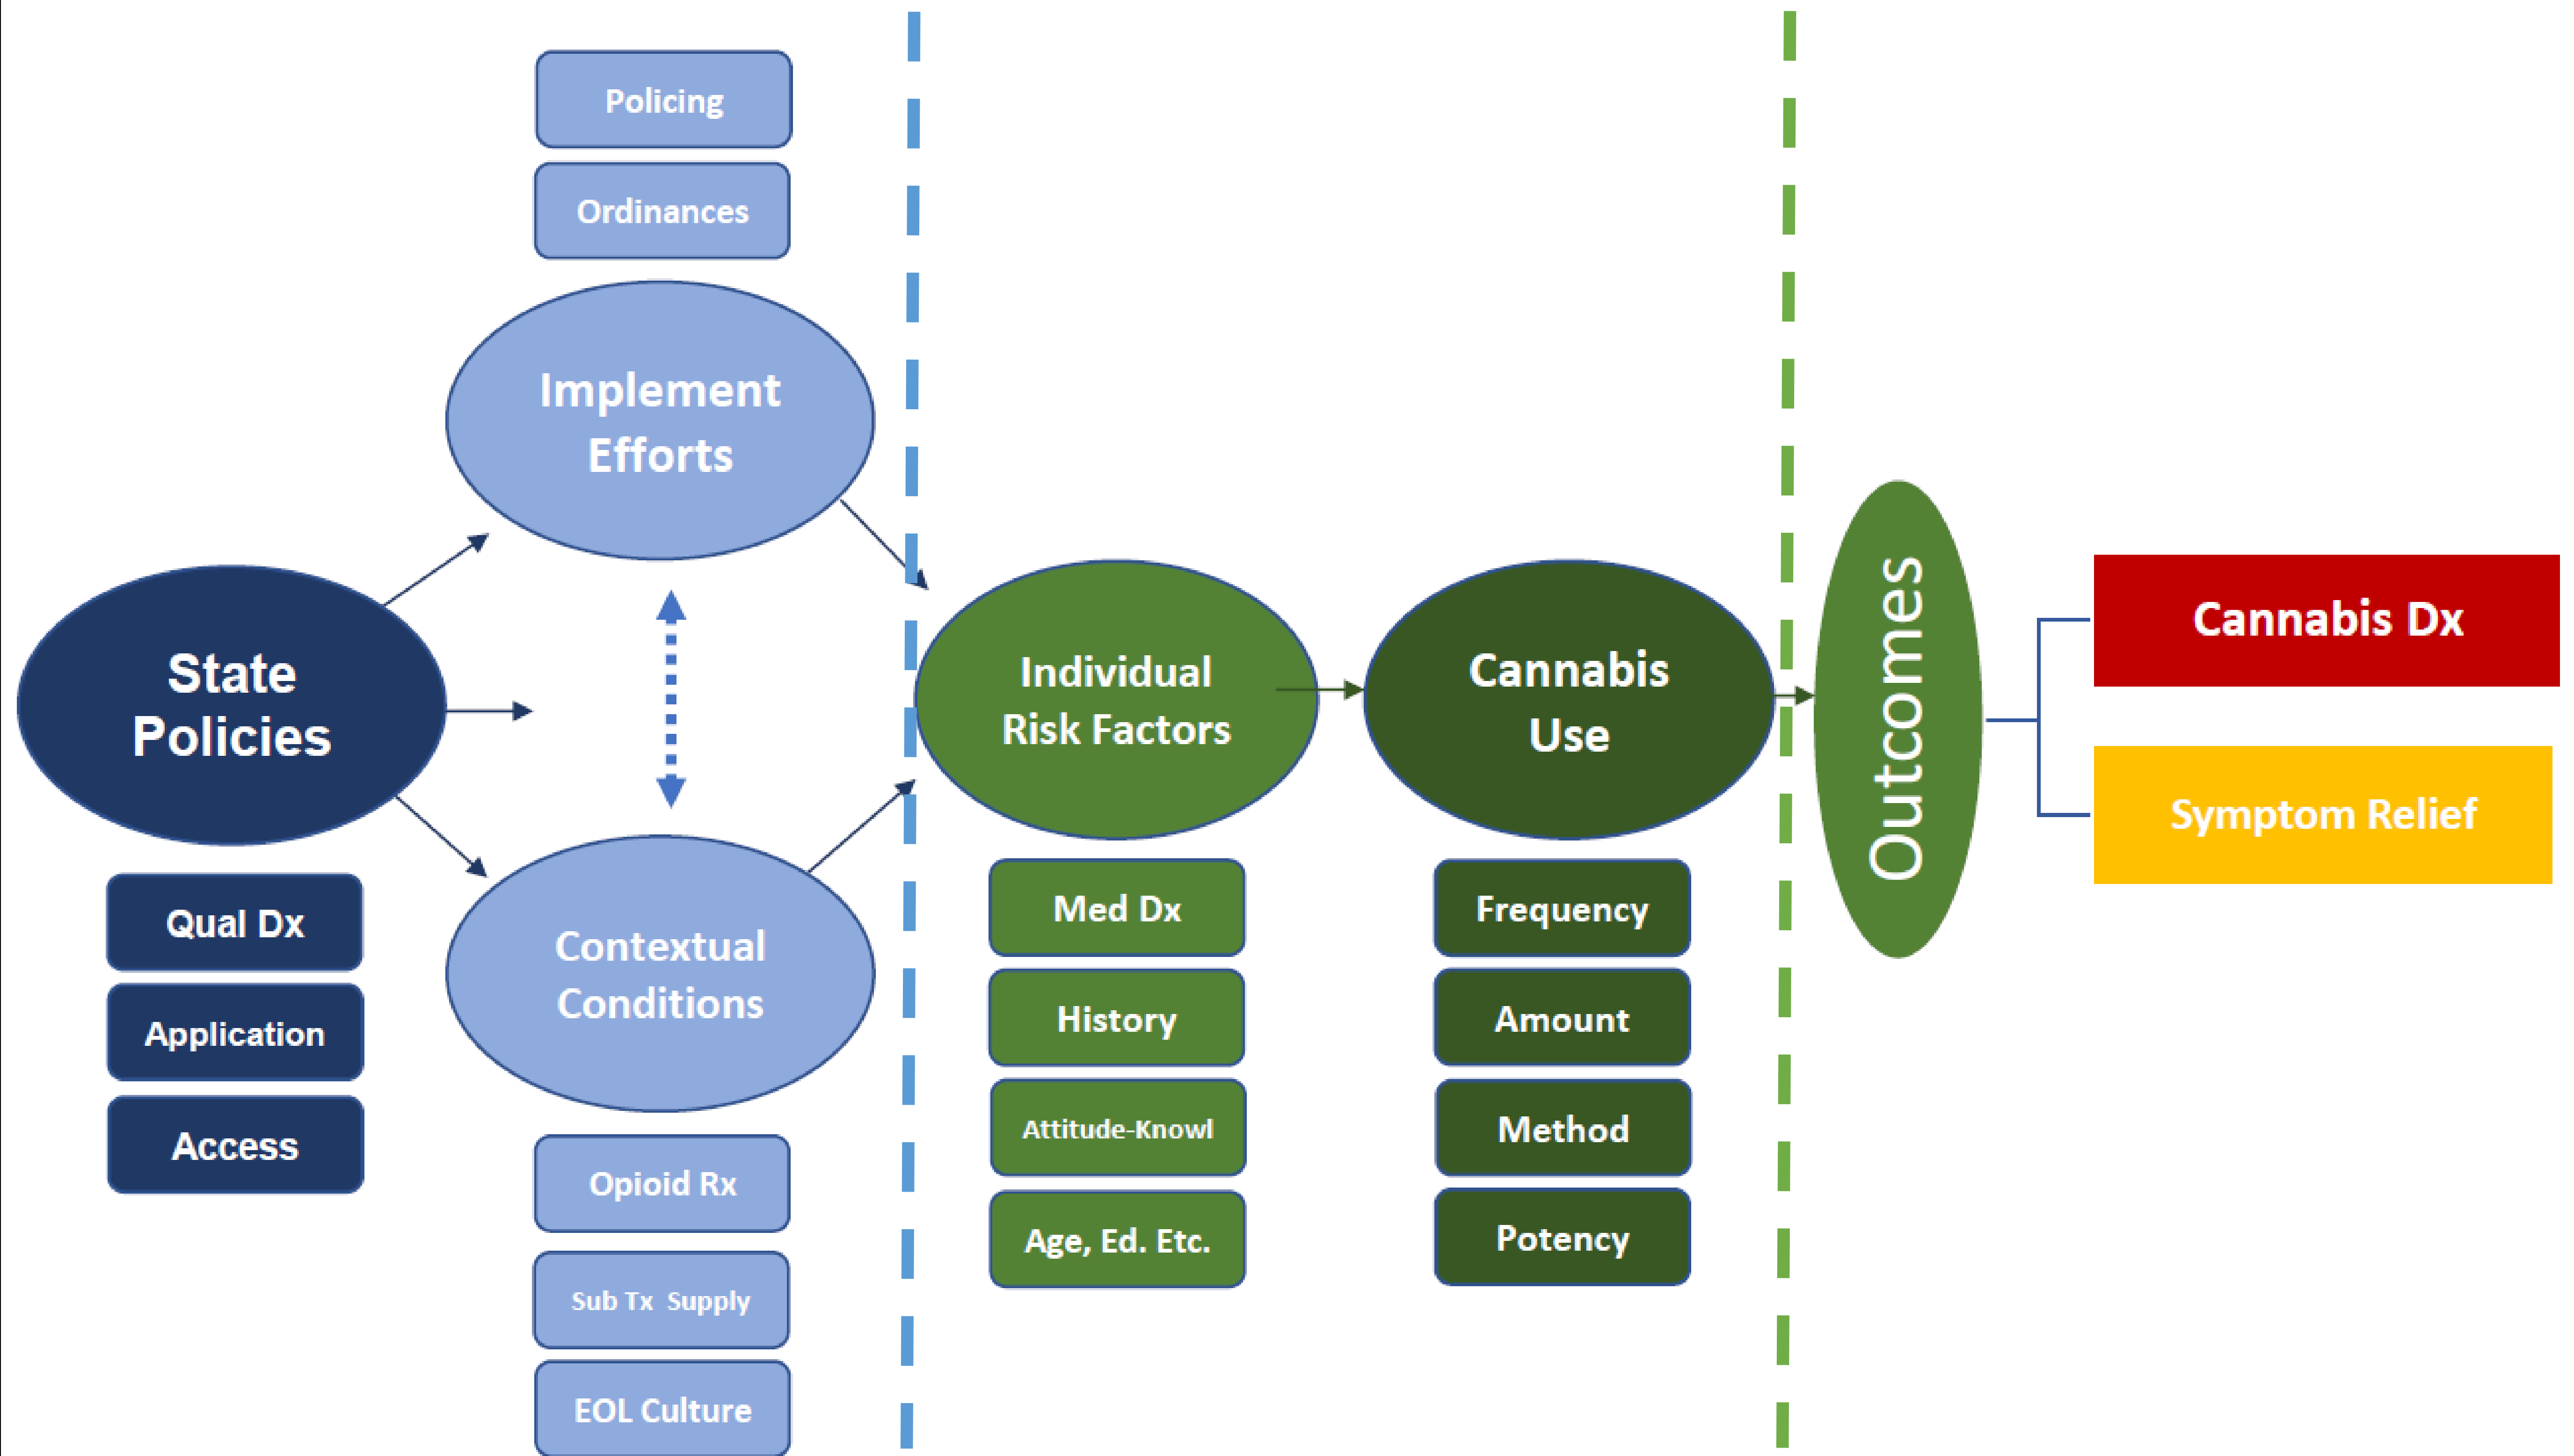 Policing
Ordinances
Implement
Efforts
State
Policies
Qual Dx
Application
Access
Contextual
Conditions
Opioid Rx
Sub Tx  Supply
EOL Culture
Individual
Risk Factors
Med Dx
History
Attitude-Knowl
Age, Ed. Etc.
Cannabis
Use
Frequency
Amount
Method
Potency
Outcomes
Cannabis Dx
Symptom Relief